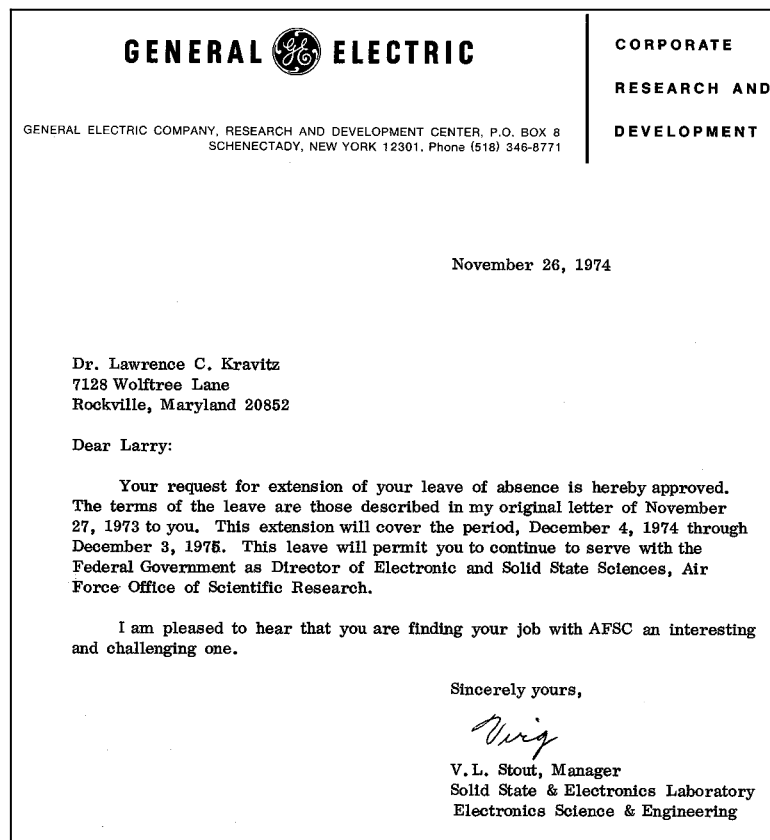 GENERAL GE ELECTRIC
CORPORATE
RESEARCH AND
DEVELOPMENT
GENERAL ELECTRIC COMPANY, RESEARCH AND DEVELOPMENT CENTER, P.O. BOX 8
SCHENECTADY, NEW YORK 12301, Phone (518) 346-8771
November 26, 1974
Dr. Lawrence C. Kravitz
7128 Wolftree Lane
Rockville, Maryland 20852
Dear Larry:
Your request for extension of your leave of absence is hereby approved.
The terms of the leave are those described in my original letter of November
27, 1973 to you. This extension will cover the period, December 4, 1974 through
December 3, 1975. This leave will permit you to continue to serve with the
Federal Government as Director of Electronic and Solid State Sciences, Air
Force Office of Scientific Research.
I am pleased to hear that you are finding your job with AFSC an interesting
and challenging one.
Sincerely yours,
Virg
V. L. Stout, Manager
Solid State & Electronics Laboratory
Electronics Science & Engineering